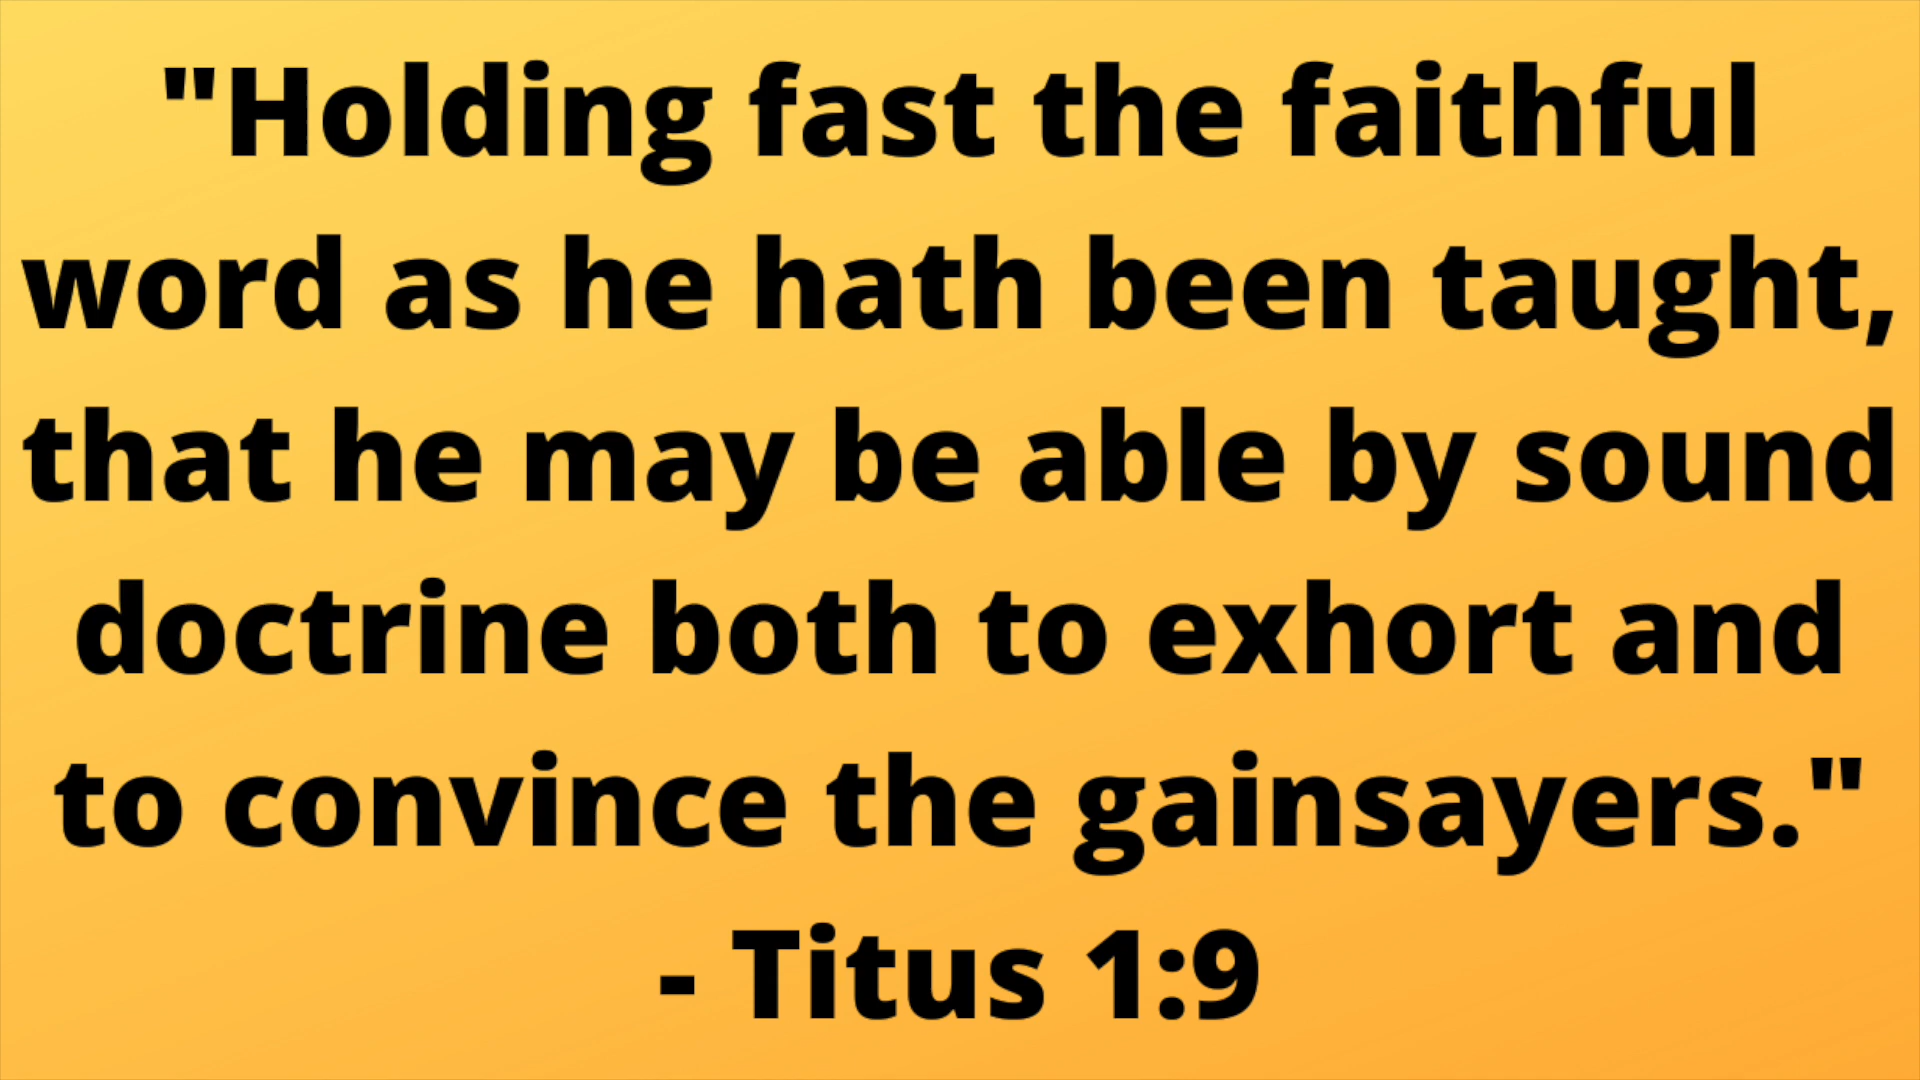 "Holding fast the faithful
word as he hath been taught,
that he may be able by sound
doctrine both to exhort and
to convince the gainsayers."
- Titus 1:9